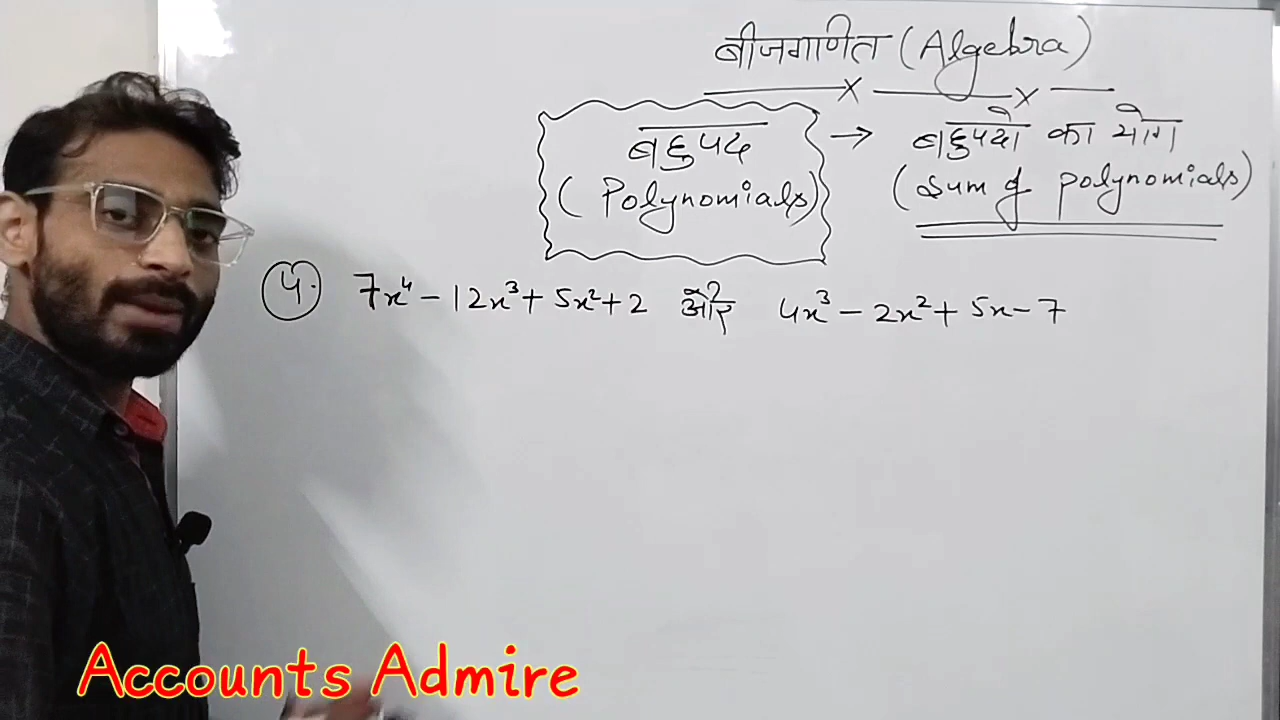 बीजगणित (Algebra)
बहुपद → बहुपदो का योग
(Polynomials) (Sum of polynomials)
4. 7x⁴ - 12x³ + 5x² + 2 और 4x³ - 2x² + 5x - 7
Accounts Admire